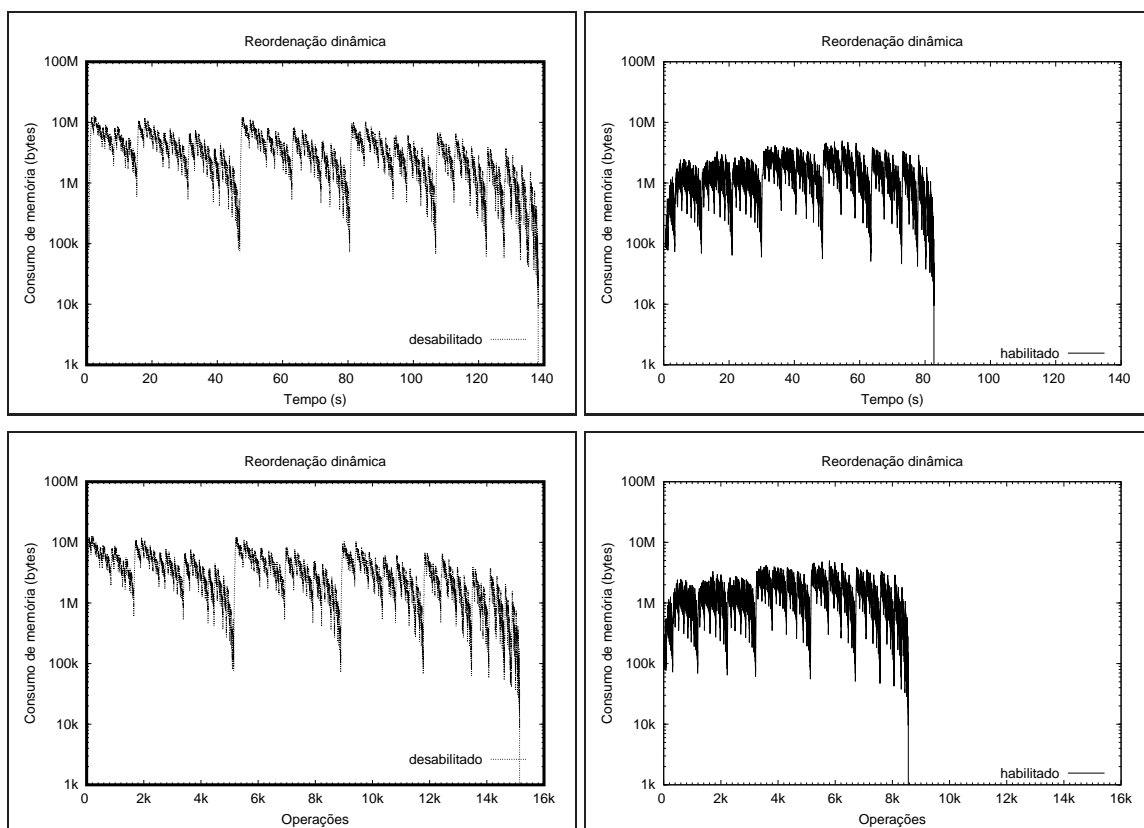 Reordenação dinâmica
100M
10M
1M
100k
10k
1k
Consumo de memória (bytes)
desabilitado
0 20 40 60 80 100 120 140
Tempo (s)
Reordenação dinâmica
100M
10M
1M
100k
10k
1k
Consumo de memória (bytes)
habilitado
0 20 40 60 80 100 120 140
Tempo (s)
Reordenação dinâmica
100M
10M
1M
100k
10k
1k
Consumo de memória (bytes)
desabilitado
0 2k 4k 6k 8k 10k 12k 14k 16k
Operações
Reordenação dinâmica
100M
10M
1M
100k
10k
1k
Consumo de memória (bytes)
habilitado
0 2k 4k 6k 8k 10k 12k 14k 16k
Operações